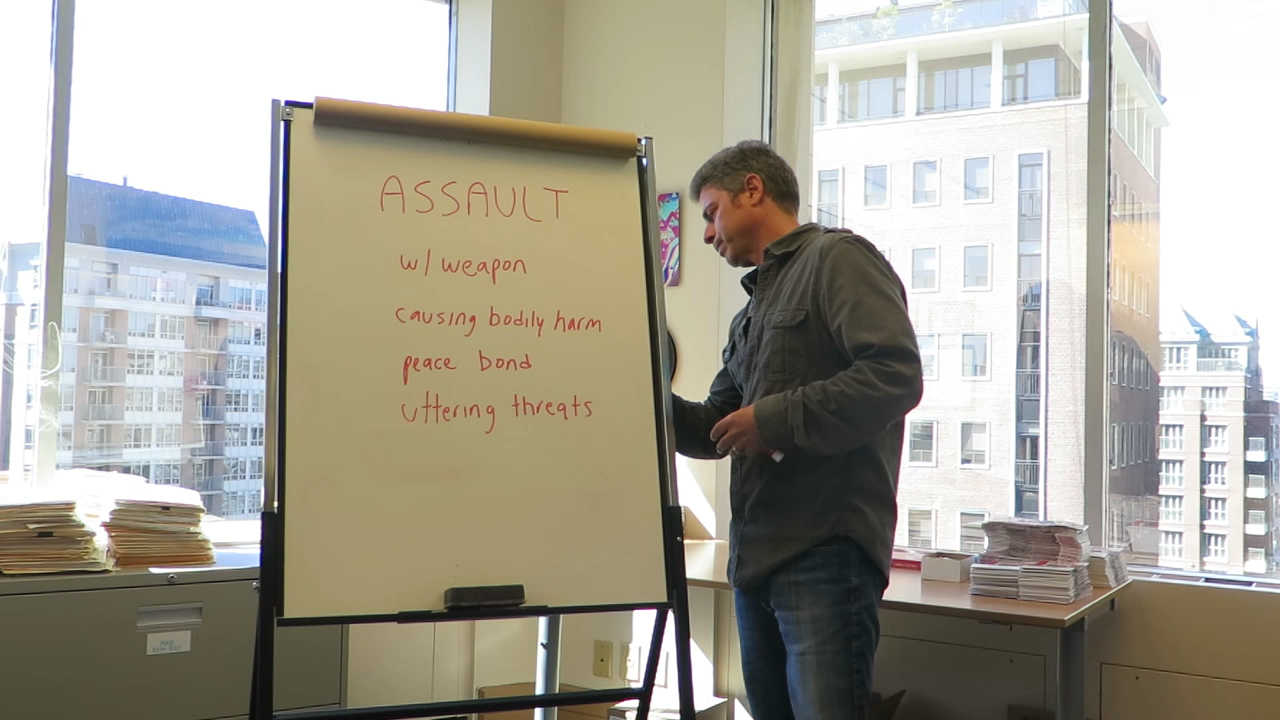 ASSAULT
w/ weapon
causing bodily harm
peace bond
uttering threats